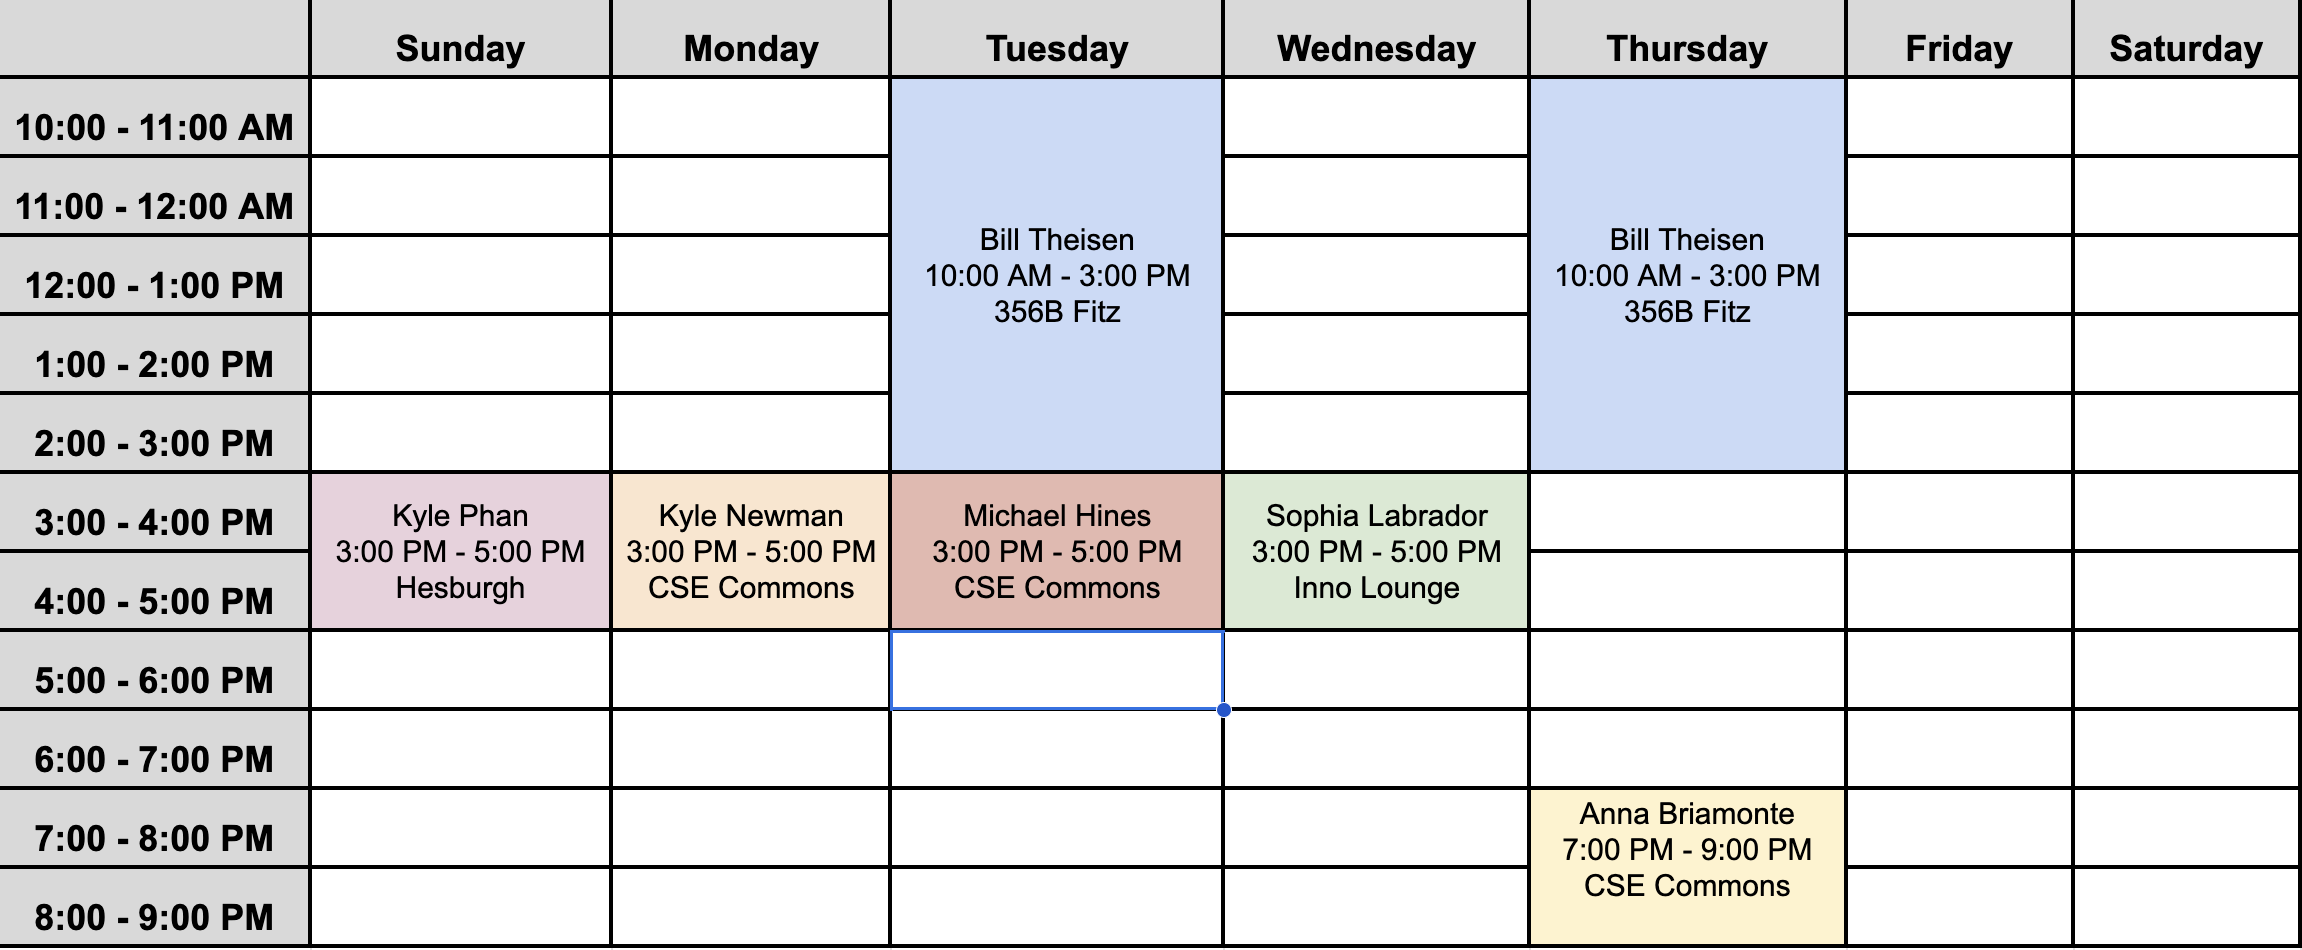 Sunday Monday Tuesday Wednesday Thursday Friday Saturday
10:00 - 11:00 AM
11:00 - 12:00 AM
12:00 - 1:00 PM
1:00 - 2:00 PM
2:00 - 3:00 PM
3:00 - 4:00 PM
4:00 - 5:00 PM
5:00 - 6:00 PM
6:00 - 7:00 PM
7:00 - 8:00 PM
8:00 - 9:00 PM
Kyle Phan
3:00 PM - 5:00 PM
Hesburgh
Kyle Newman
3:00 PM - 5:00 PM
CSE Commons
Bill Theisen
10:00 AM - 3:00 PM
356B Fitz
Michael Hines
3:00 PM - 5:00 PM
CSE Commons
Sophia Labrador
3:00 PM - 5:00 PM
Inno Lounge
Bill Theisen
10:00 AM - 3:00 PM
356B Fitz
Anna Briamonte
7:00 PM - 9:00 PM
CSE Commons